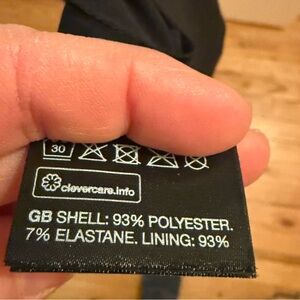 30
clevercare.info
GB SHELL: 93% POLYESTER.
7% ELASTANE. LINING: 93%